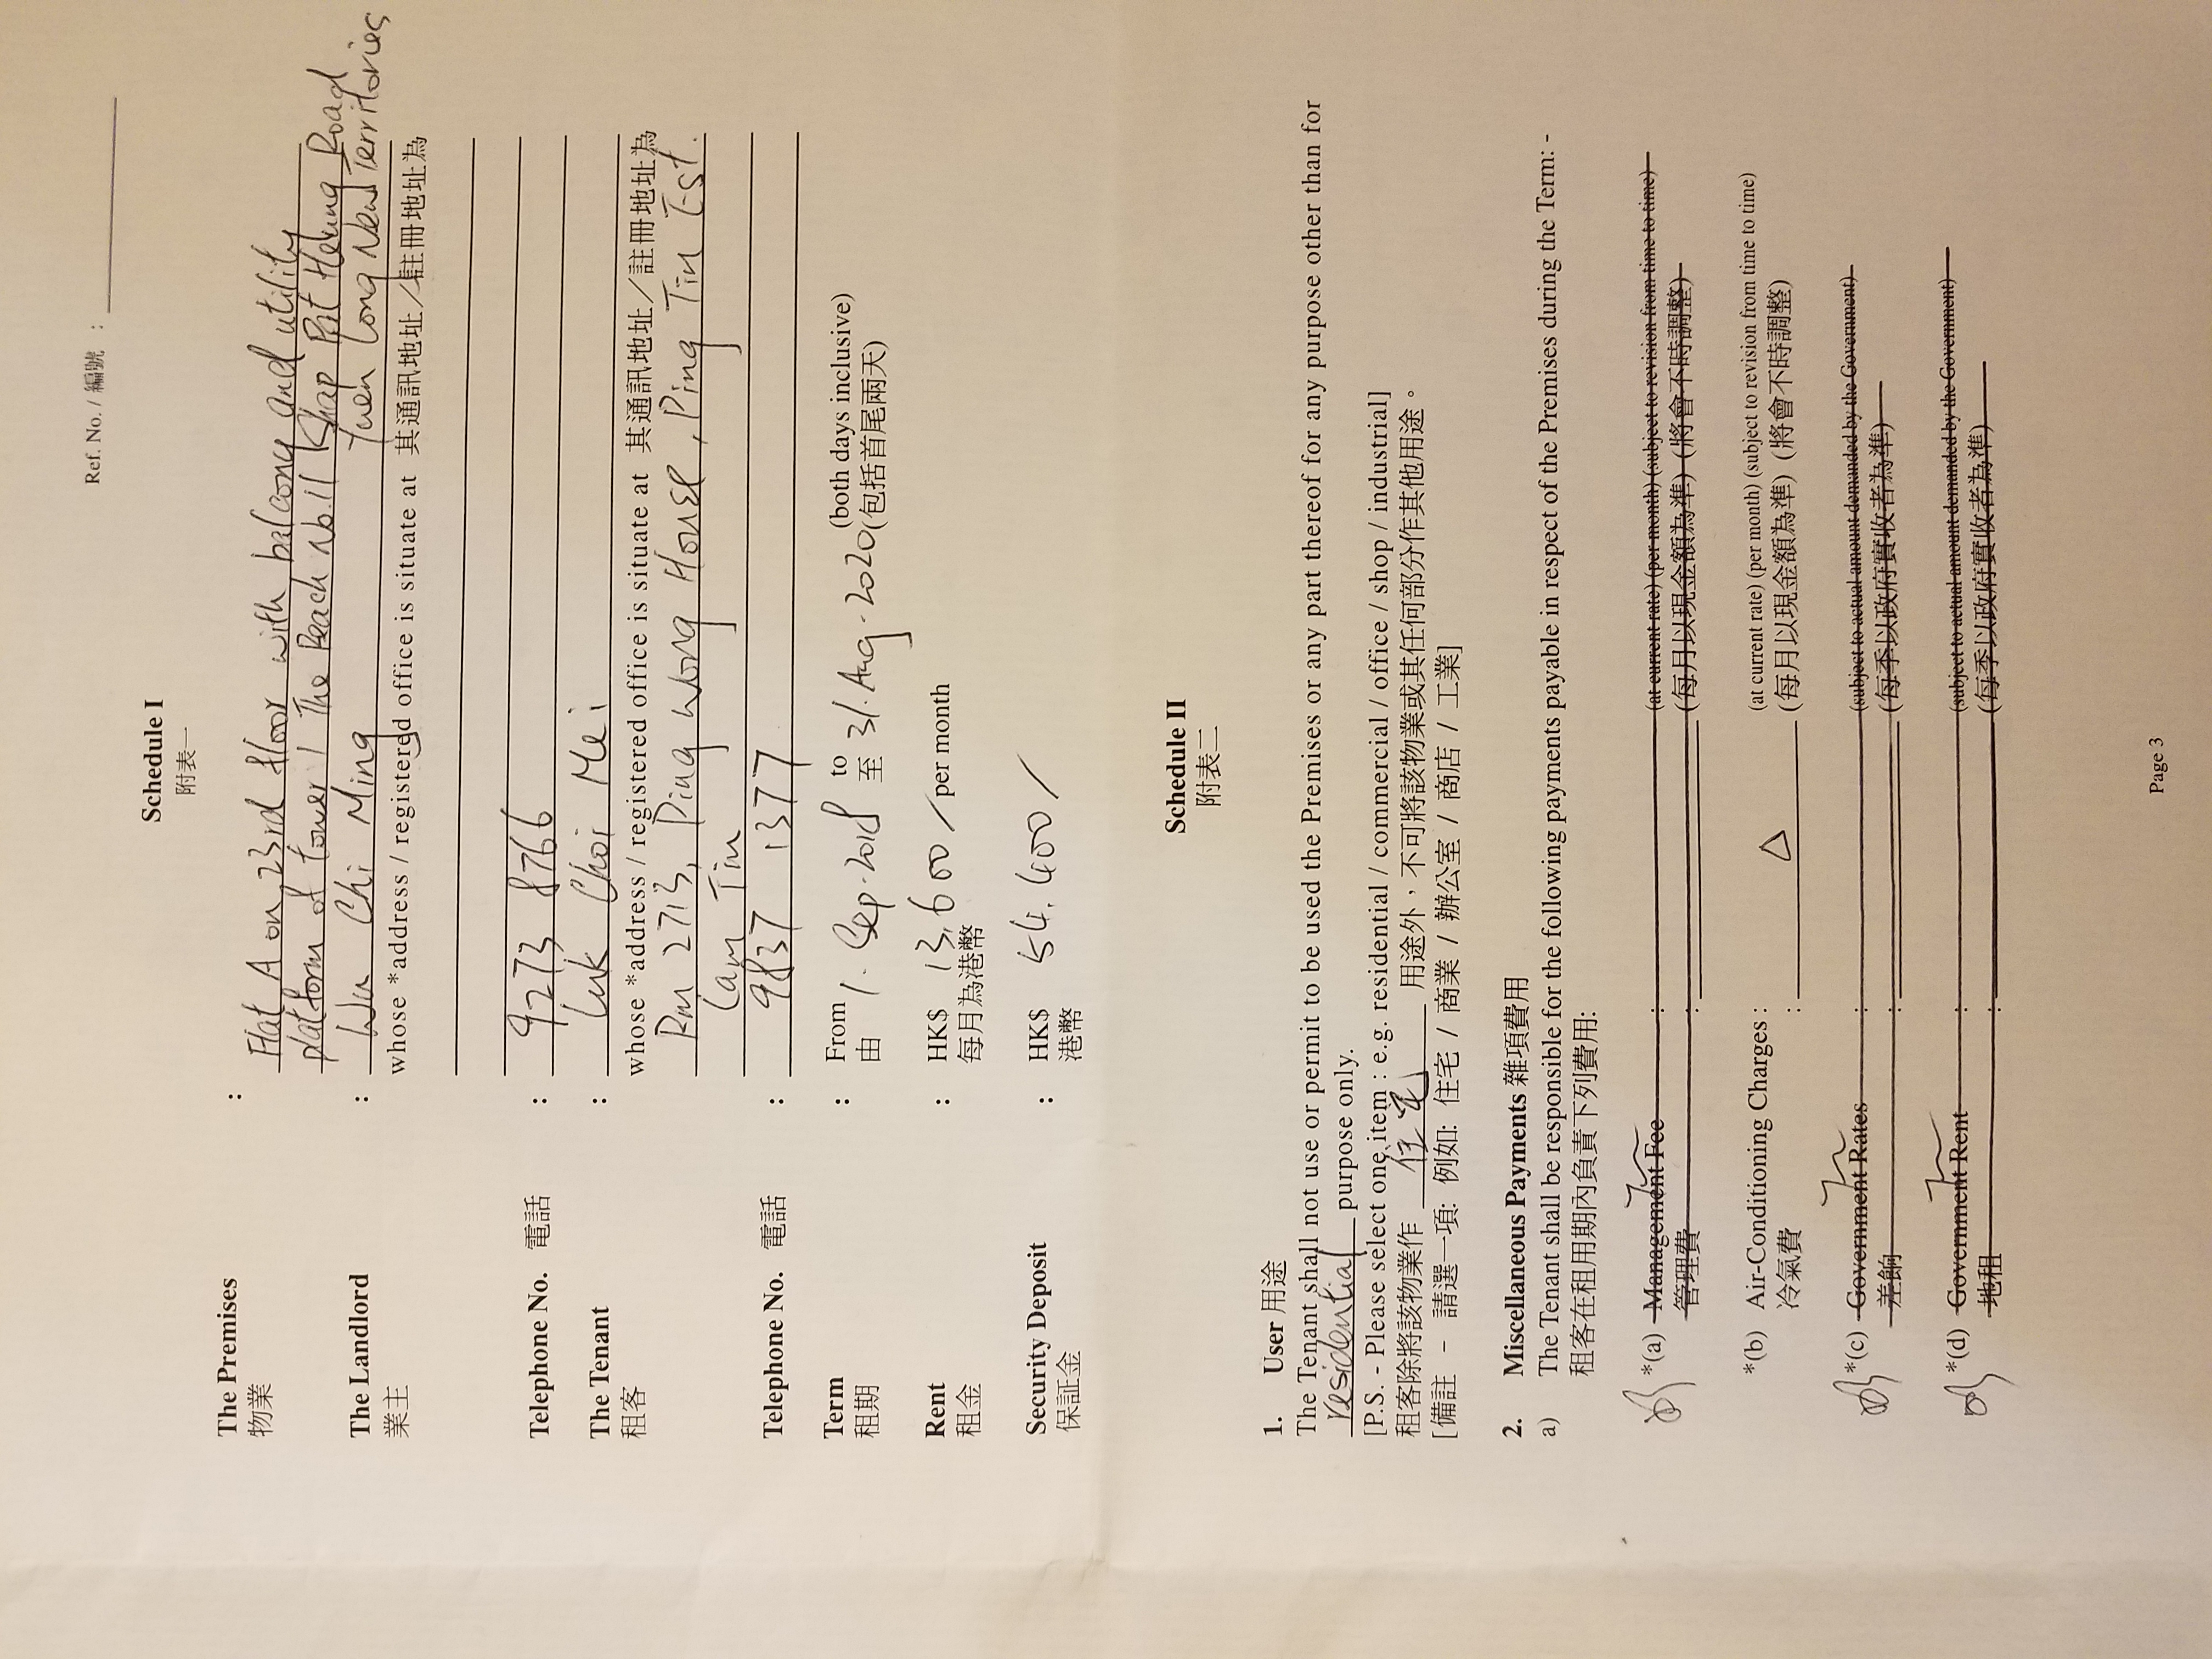 Ref. No. / 編號 :
Schedule I
附表一
The Premises :
物業
Flat A on 23rd floor with balcony and utility
platform of Tower 1 The Reach No.11 Shap Pat Heung Road
Yuen Long New Territories
The Landlord : Wu Chi Ming
業主 whose *address / registered office is situate at 其通訊地址／註冊地址為
Telephone No. 電話 : 9273 8766
The Tenant : Luk Choi Mei
租客 whose *address / registered office is situate at 其通訊地址／註冊地址為
Rm 2713, Ping Wong House, Ping Tin Est.
Lam Tin
Telephone No. 電話 : 9837 1377
Term : From 1. Sep. 2018 to 31. Aug. 2020 (both days inclusive)
租期 由 至 (包括首尾兩天)
Rent : HK$ 13,600/ per month
租金 每月為港幣
Security Deposit : HK$ 54,400/
保証金 港幣
Schedule II
附表二
1. User 用途
The Tenant shall not use or permit to be used the Premises or any part thereof for any purpose other than for
residential purpose only.
[P.S. - Please select one item : e.g. residential / commercial / office / shop / industrial]
租客除將該物業作 住宅 用途外，不可將該物業或其任何部分作其他用途。
[備註 - 請選一項: 例如: 住宅 / 商業 / 辦公室 / 商店 / 工業]
2. Miscellaneous Payments 雜項費用
a) The Tenant shall be responsible for the following payments payable in respect of the Premises during the Term: -
租客在租用期內負責下列費用:
*(a) Management Fee : (at current rate) (per month) (subject to revision from time to time)
管理費 : (每月以現金額為準) (將會不時調整)
*(b) Air-Conditioning Charges : (at current rate) (per month) (subject to revision from time to time)
冷氣費 : △ (每月以現金額為準) (將會不時調整)
*(c) Government Rates : (subject to actual amount demanded by the Government)
差餉 : (每季以政府實收者為準)
*(d) Government Rent : (subject to actual amount demanded by the Government)
地租 : (每季以政府實收者為準)
Page 3